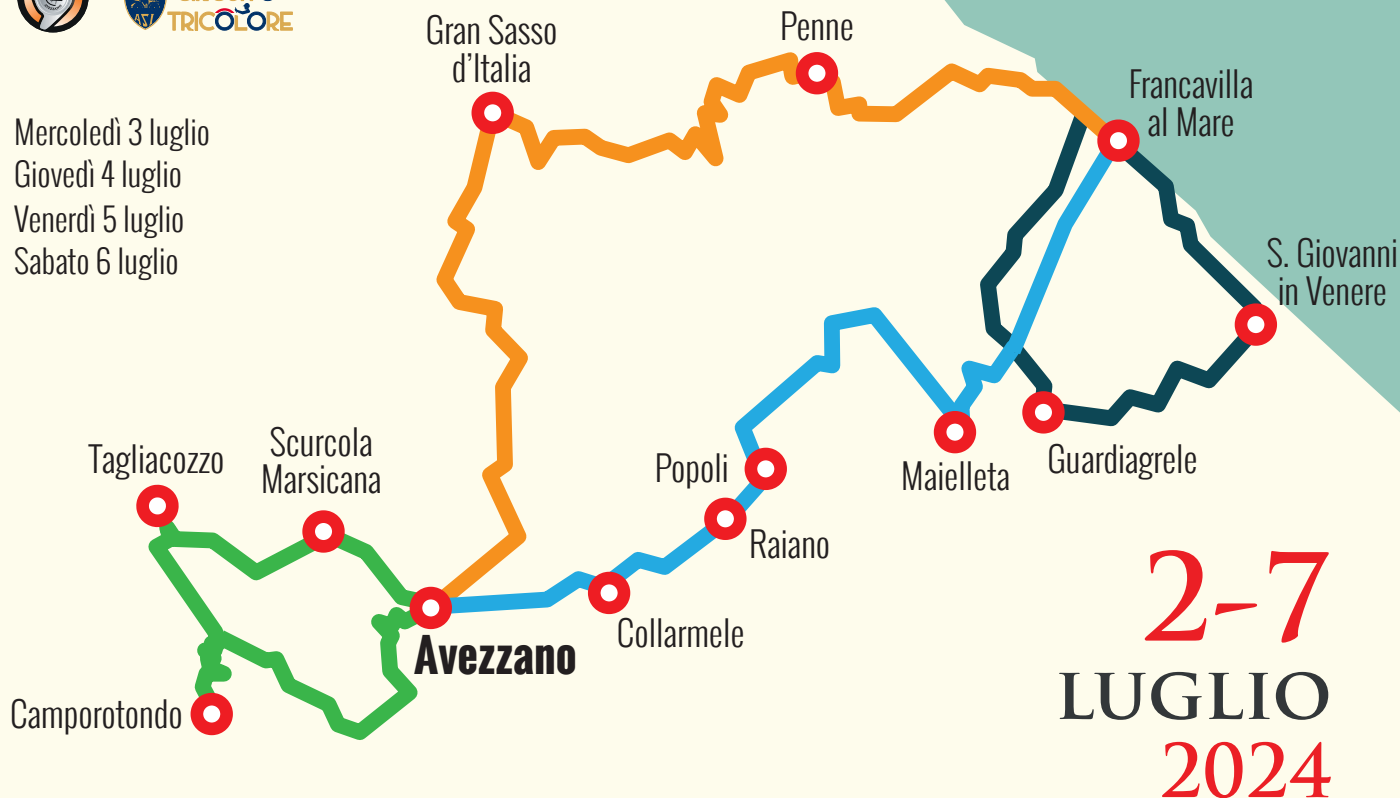 ASI
TRICOLORE
Mercoledì 3 luglio
Giovedì 4 luglio
Venerdì 5 luglio
Sabato 6 luglio
Gran Sasso
d'Italia
Penne
Francavilla
al Mare
S. Giovanni
in Venere
Guardiagrele
Maielleta
Popoli
Raiano
Collarmele
Avezzano
Scurcola
Marsicana
Tagliacozzo
Camporotondo
2-7
LUGLIO
2024